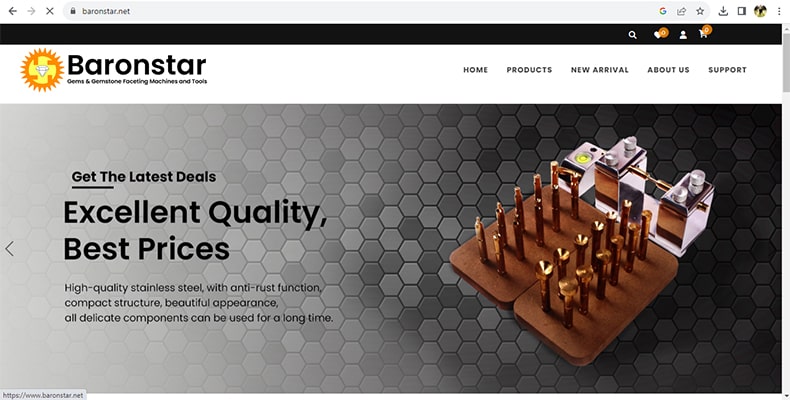 baronstar.net
0
0
Baronstar
Gems & Gemstone Faceting Machines and Tools
HOME PRODUCTS NEW ARRIVAL ABOUT US SUPPORT
Get The Latest Deals
Excellent Quality,
Best Prices
High-quality stainless steel, with anti-rust function,
compact structure, beautiful appearance,
all delicate components can be used for a long time.
https://www.baronstar.net